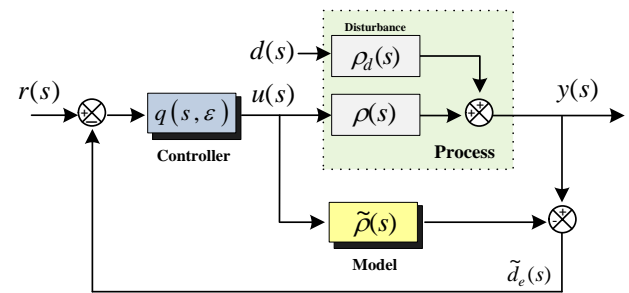 Disturbance
d(s)
ρ_d(s)
r(s)
u(s)
y(s)
+
−
q(s, ε)
ρ(s)
+
+
Controller
Process
ρ̃(s)
-
+
Model
d̃_e(s)